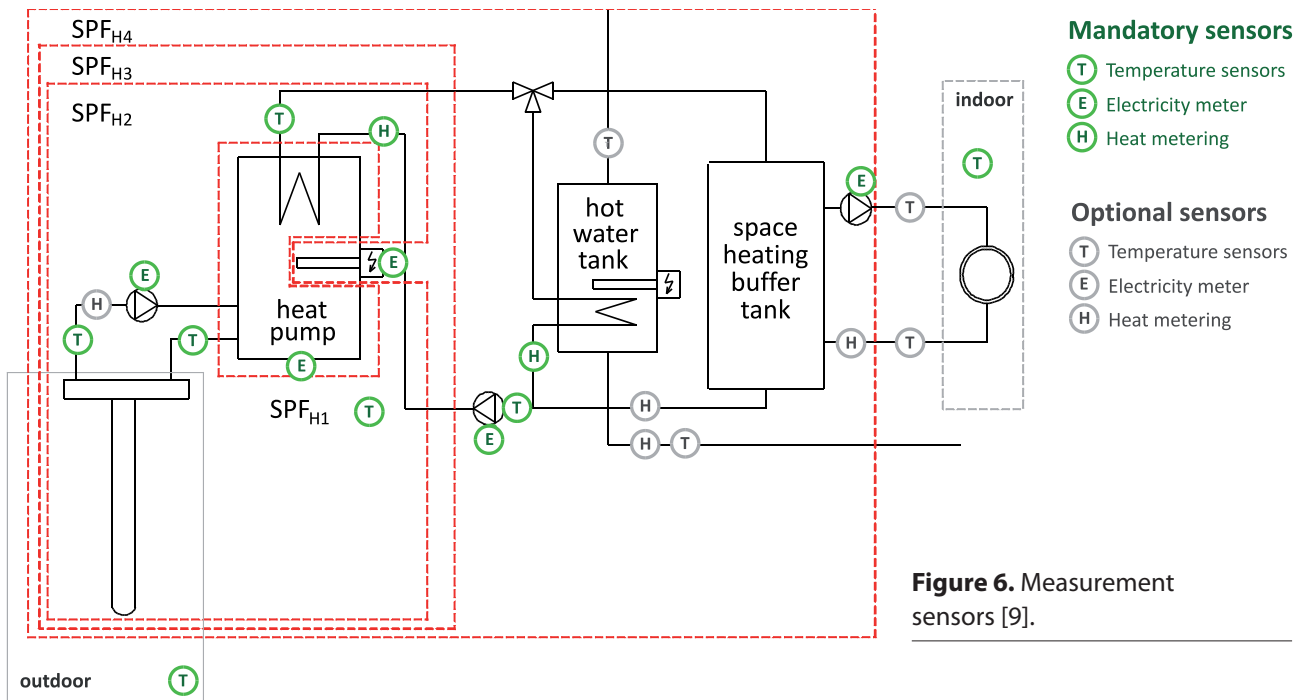 SPFH4
SPFH3
SPFH2
T
H
E
E
H
T
T
heat
pump
E
SPFH1
T
T
hot
water
tank
H
T
E
H
H
T
space
heating
buffer
tank
E
T
H
T
indoor
T
outdoor
T
Mandatory sensors
T Temperature sensors
E Electricity meter
H Heat metering
Optional sensors
T Temperature sensors
E Electricity meter
H Heat metering
Figure 6. Measurement
sensors [9].